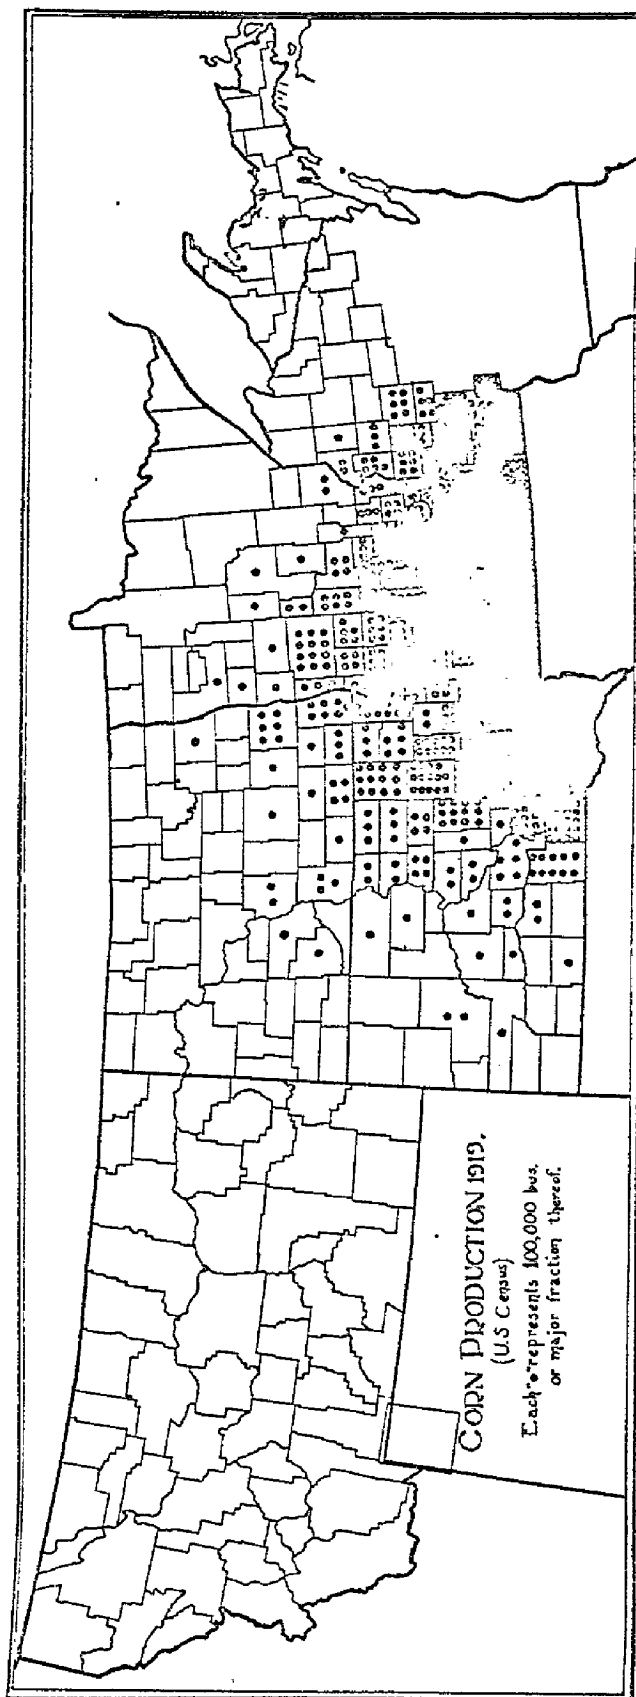 CORN PRODUCTION 1919.
(U.S Census)
Each "•" represents 100,000 bus.
or major fraction thereof.